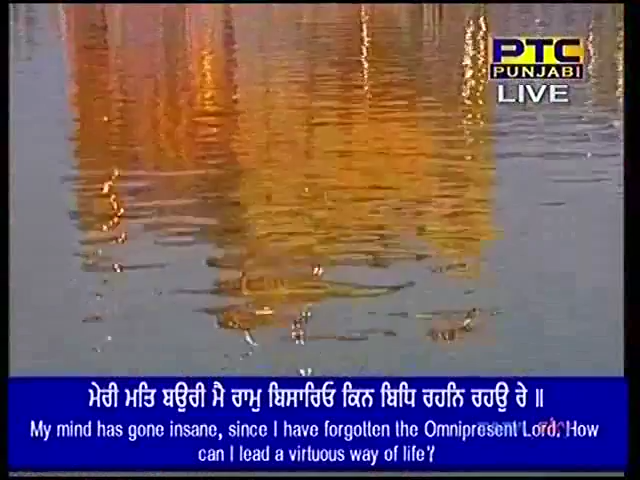 PTC
PUNJABI
LIVE
ਮੇਰੀ ਮਤਿ ਬਉਰੀ ਮੈ ਰਾਮੁ ਬਿਸਾਰਿਓ ਕਿਨ ਬਿਧਿ ਰਹਨਿ ਰਹਉ ਰੇ ॥
My mind has gone insane, since I have forgotten the Omnipresent Lord. How
can I lead a virtuous way of life?